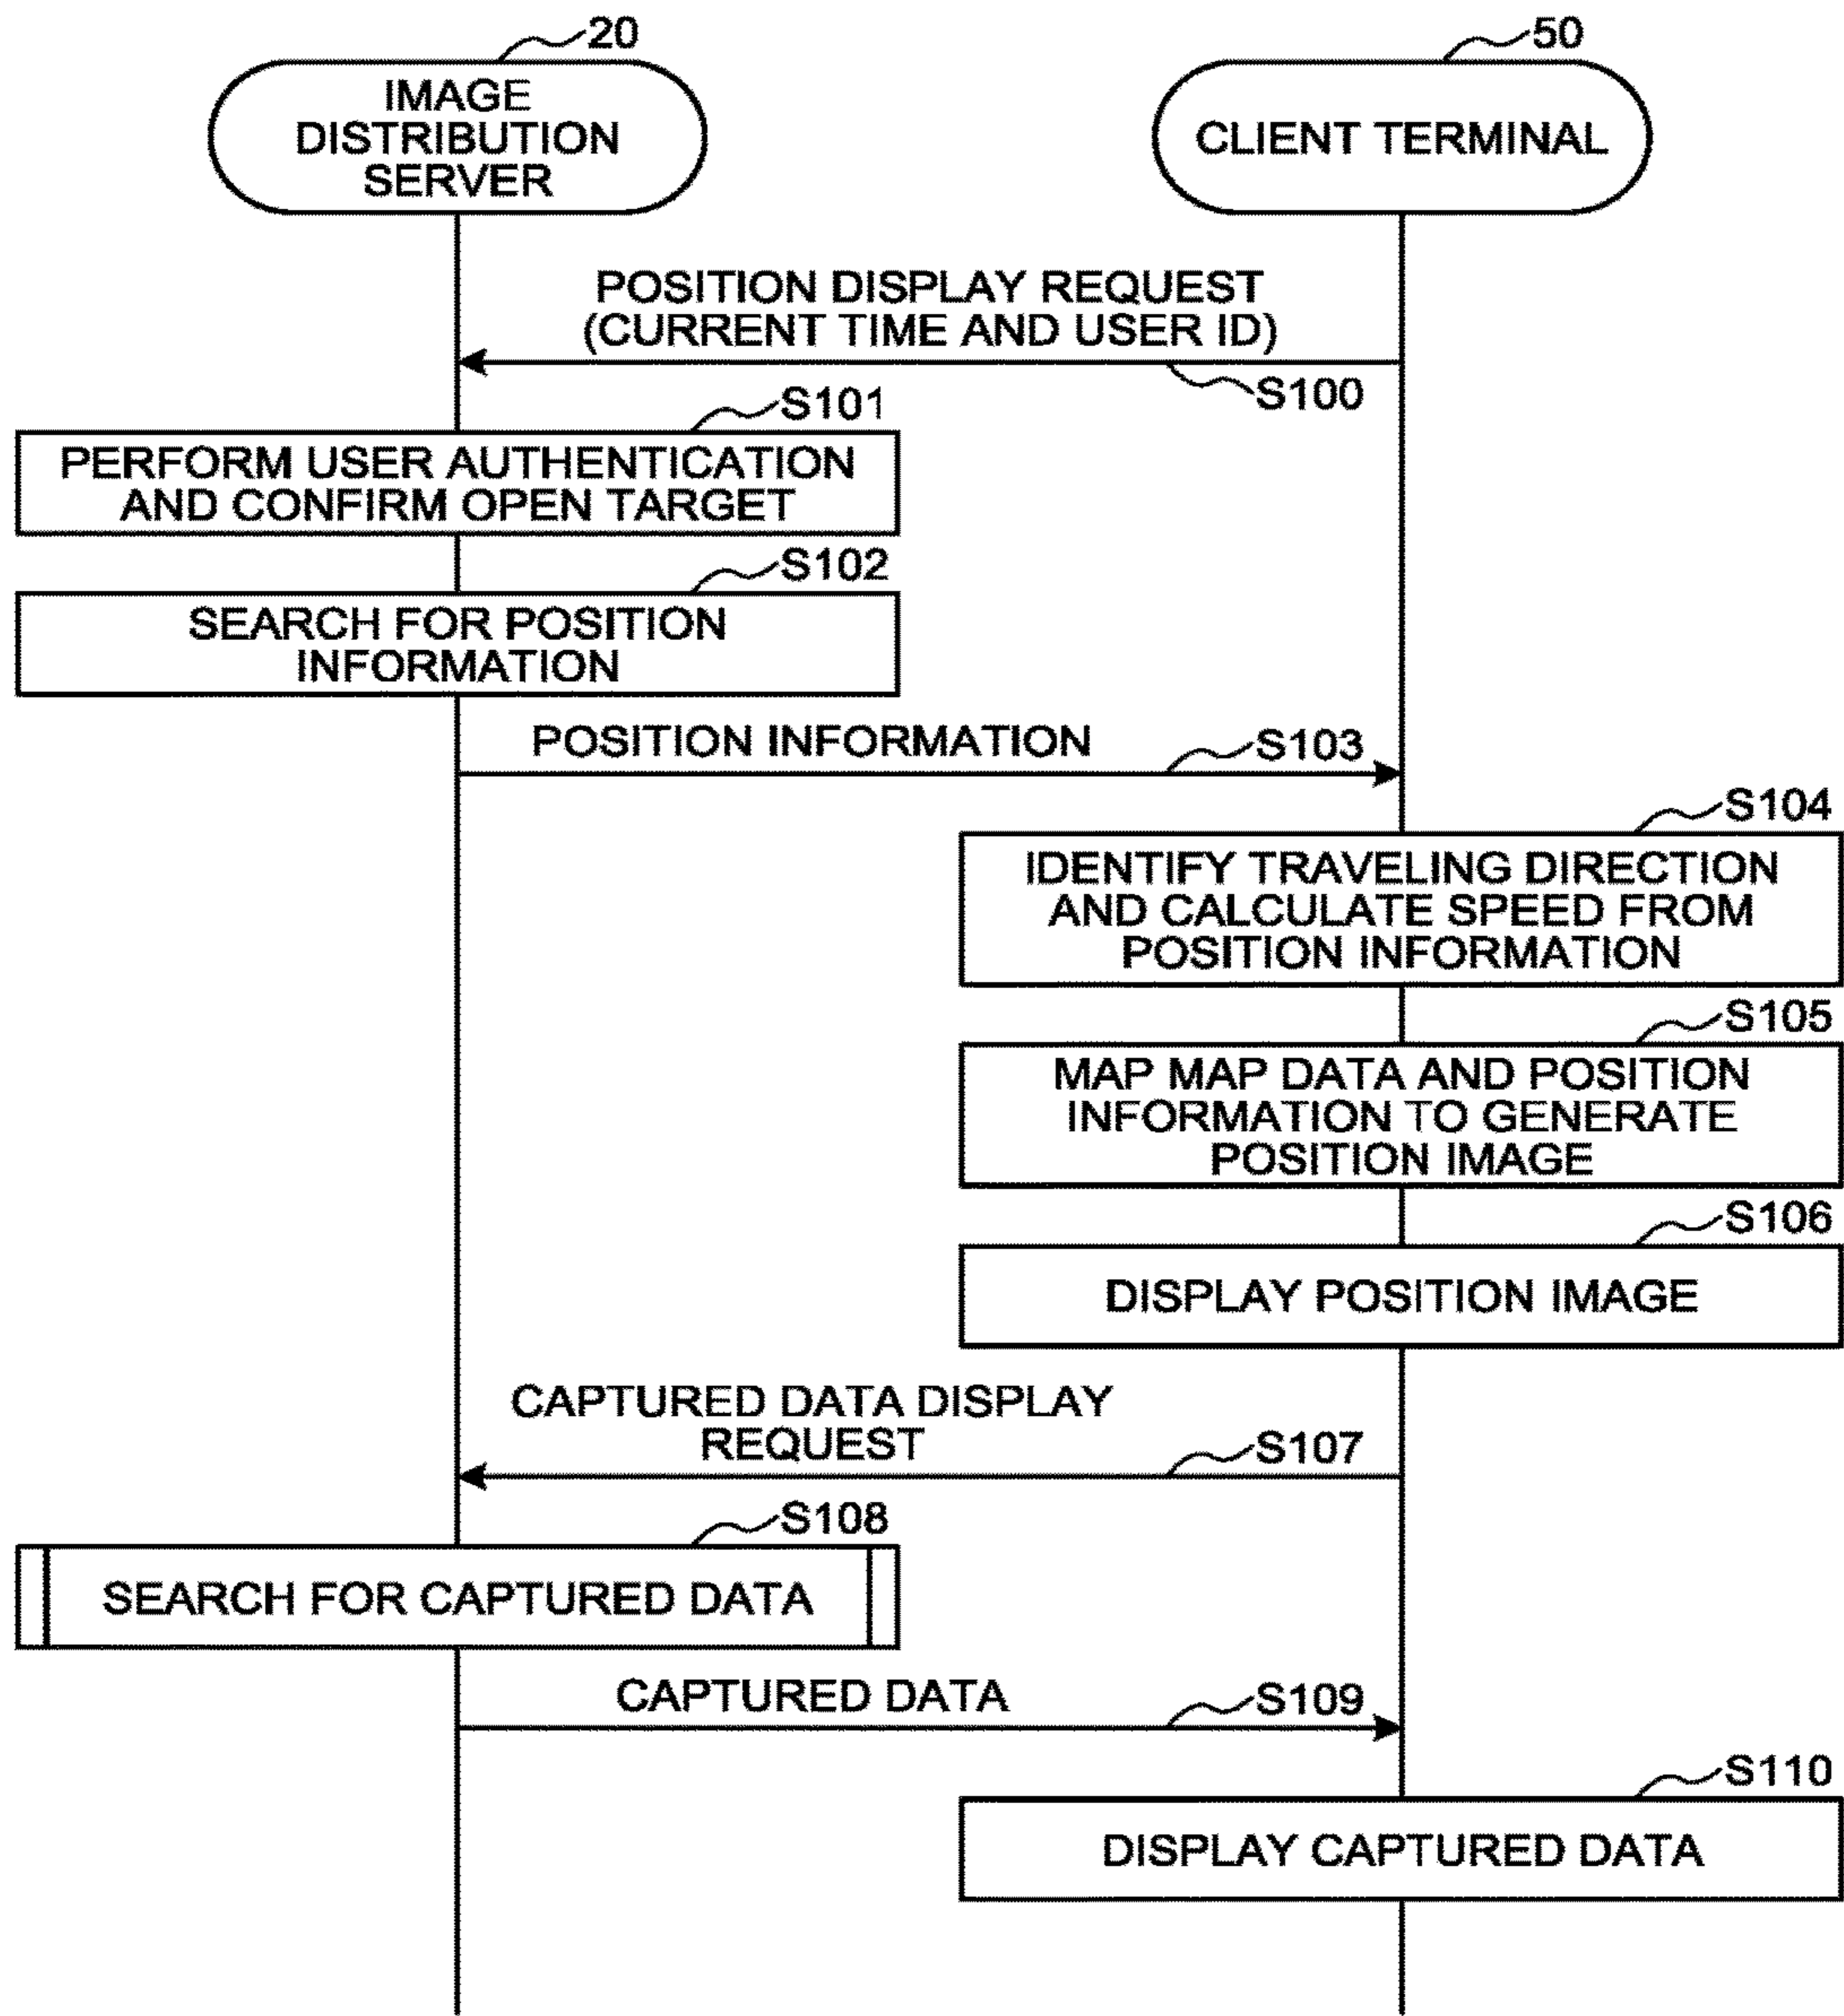 20
IMAGE
DISTRIBUTION
SERVER
50
CLIENT TERMINAL
POSITION DISPLAY REQUEST
(CURRENT TIME AND USER ID)
S100
S101
PERFORM USER AUTHENTICATION
AND CONFIRM OPEN TARGET
S102
SEARCH FOR POSITION
INFORMATION
POSITION INFORMATION
S103
S104
IDENTIFY TRAVELING DIRECTION
AND CALCULATE SPEED FROM
POSITION INFORMATION
S105
MAP MAP DATA AND POSITION
INFORMATION TO GENERATE
POSITION IMAGE
S106
DISPLAY POSITION IMAGE
CAPTURED DATA DISPLAY
REQUEST
S107
S108
SEARCH FOR CAPTURED DATA
CAPTURED DATA
S109
S110
DISPLAY CAPTURED DATA